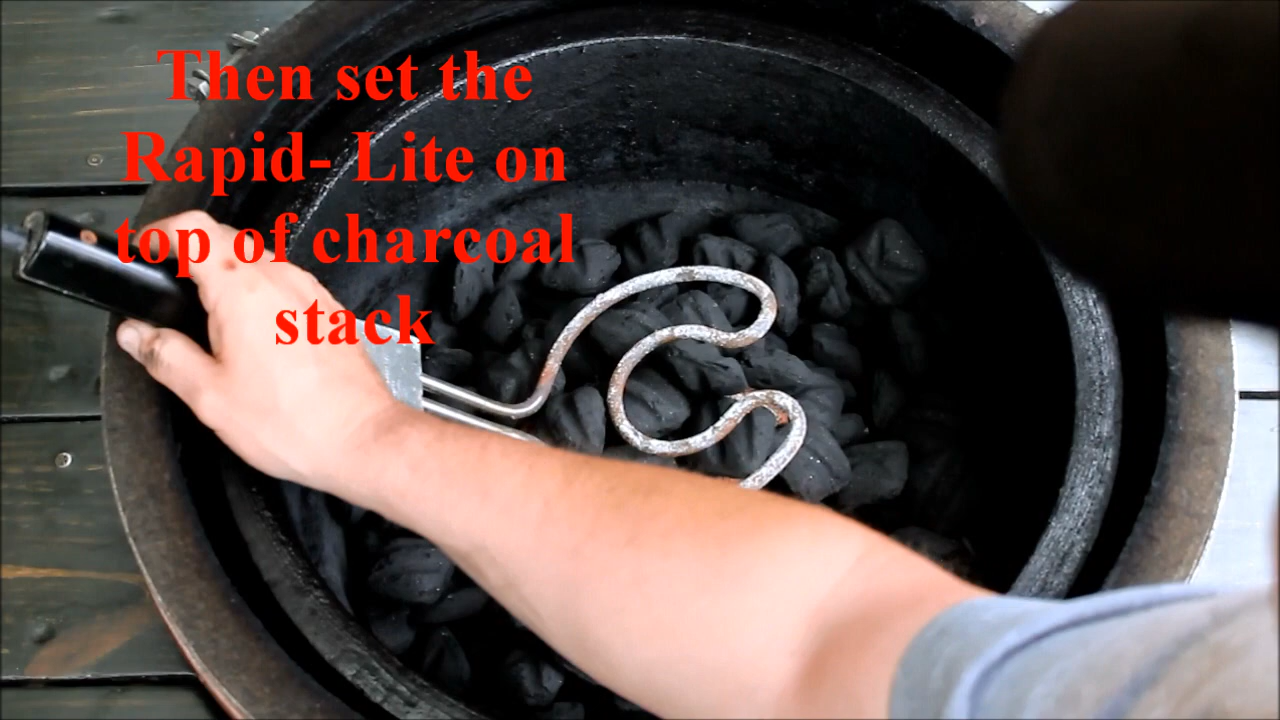 Then set the
Rapid- Lite on
top of charcoal
stack